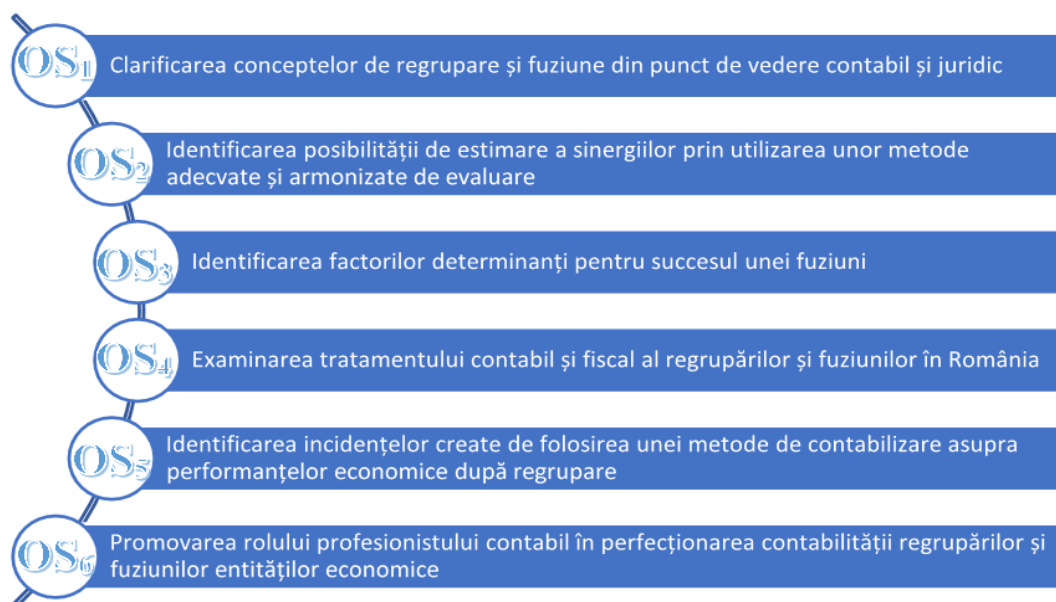 OS1
Clarificarea conceptelor de regrupare și fuziune din punct de vedere contabil și juridic
OS2
Identificarea posibilității de estimare a sinergiilor prin utilizarea unor metode
adecvate și armonizate de evaluare
OS3
Identificarea factorilor determinanți pentru succesul unei fuziuni
OS4
Examinarea tratamentului contabil și fiscal al regrupărilor și fuziunilor în România
OS5
Identificarea incidențelor create de folosirea unei metode de contabilizare asupra
performanțelor economice după regrupare
OS6
Promovarea rolului profesionistului contabil în perfecționarea contabilității regrupărilor și
fuziunilor entităților economice